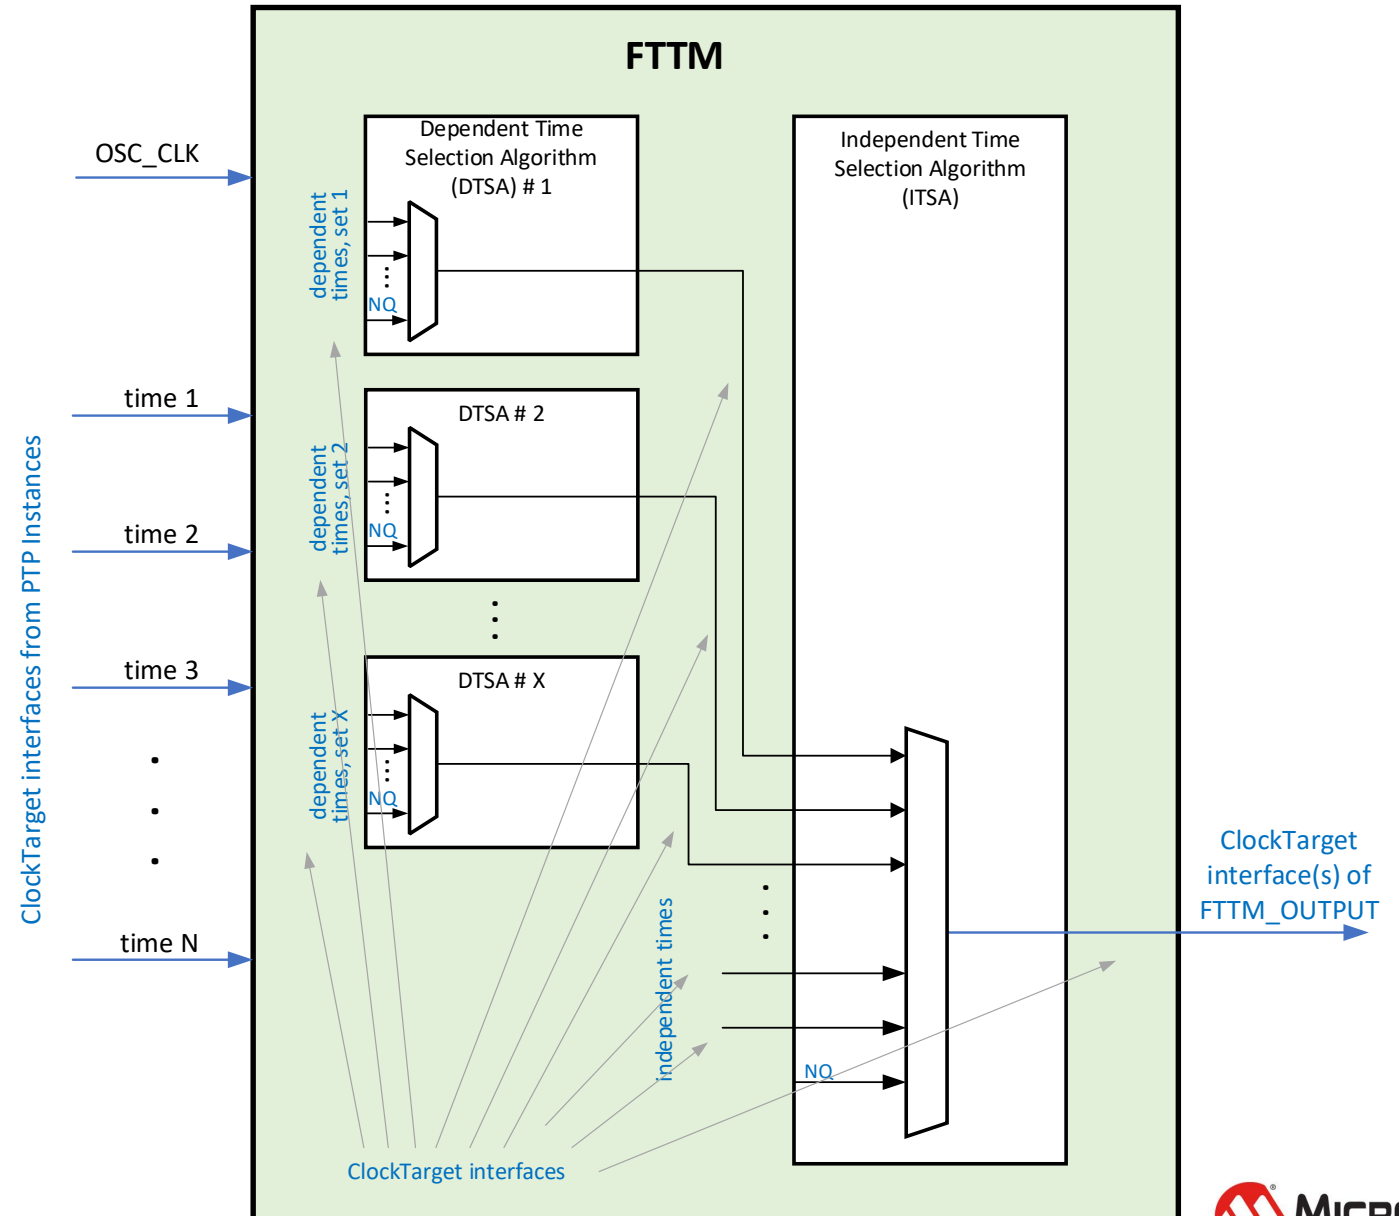 FTTM
OSC_CLK
Dependent Time
Selection Algorithm
(DTSA) # 1
dependent
times, set 1
NQ
Independent Time
Selection Algorithm
(ITSA)
ClockTarget interfaces from PTP Instances
time 1
time 2
time 3
time N
DTSA # 2
dependent
times, set 2
NQ
DTSA # X
dependent
times, set X
NQ
independent times
NQ
ClockTarget
interface(s) of
FTTM_OUTPUT
ClockTarget interfaces